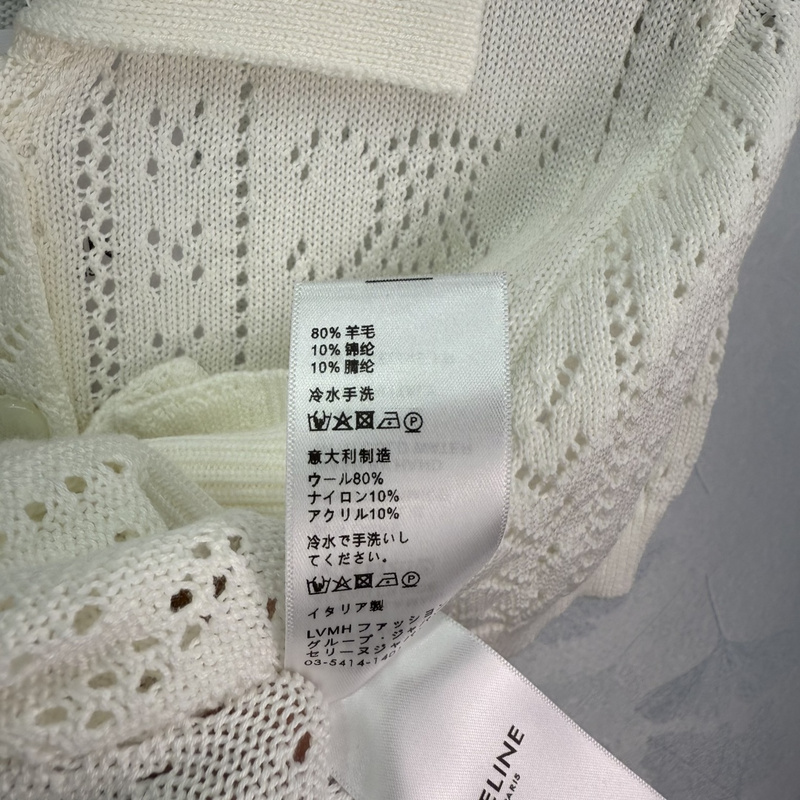 80% 羊毛
10% 锦纶
10% 腈纶
冷水手洗
P
意大利制造
ウール80%
ナイロン10%
アクリル10%
冷水で手洗いし
てください。
P
イタリア製
LVMH ファッション
グループ・ジャ
セリーヌジャ
03-5414-140
ELINE
PARIS